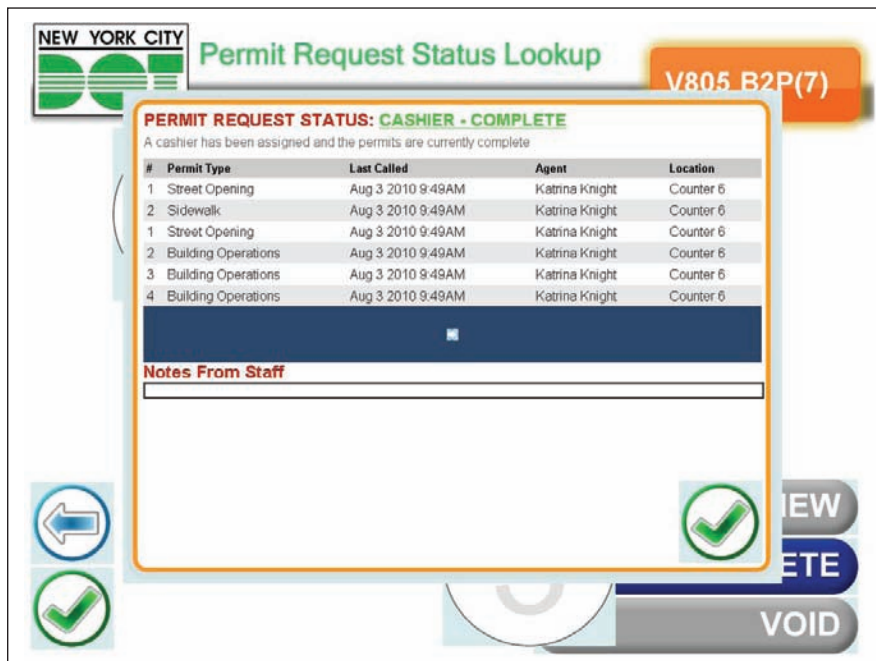 NEW YORK CITY
DOT
Permit Request Status Lookup
V805 B2P(7)
PERMIT REQUEST STATUS: CASHIER - COMPLETE
A cashier has been assigned and the permits are currently complete
# Permit Type Last Called Agent Location
1 Street Opening Aug 3 2010 9:49AM Katrina Knight Counter 6
2 Sidewalk Aug 3 2010 9:49AM Katrina Knight Counter 6
1 Street Opening Aug 3 2010 9:49AM Katrina Knight Counter 6
2 Building Operations Aug 3 2010 9:49AM Katrina Knight Counter 6
3 Building Operations Aug 3 2010 9:49AM Katrina Knight Counter 6
4 Building Operations Aug 3 2010 9:49AM Katrina Knight Counter 6
Notes From Staff
IEW
ETE
VOID